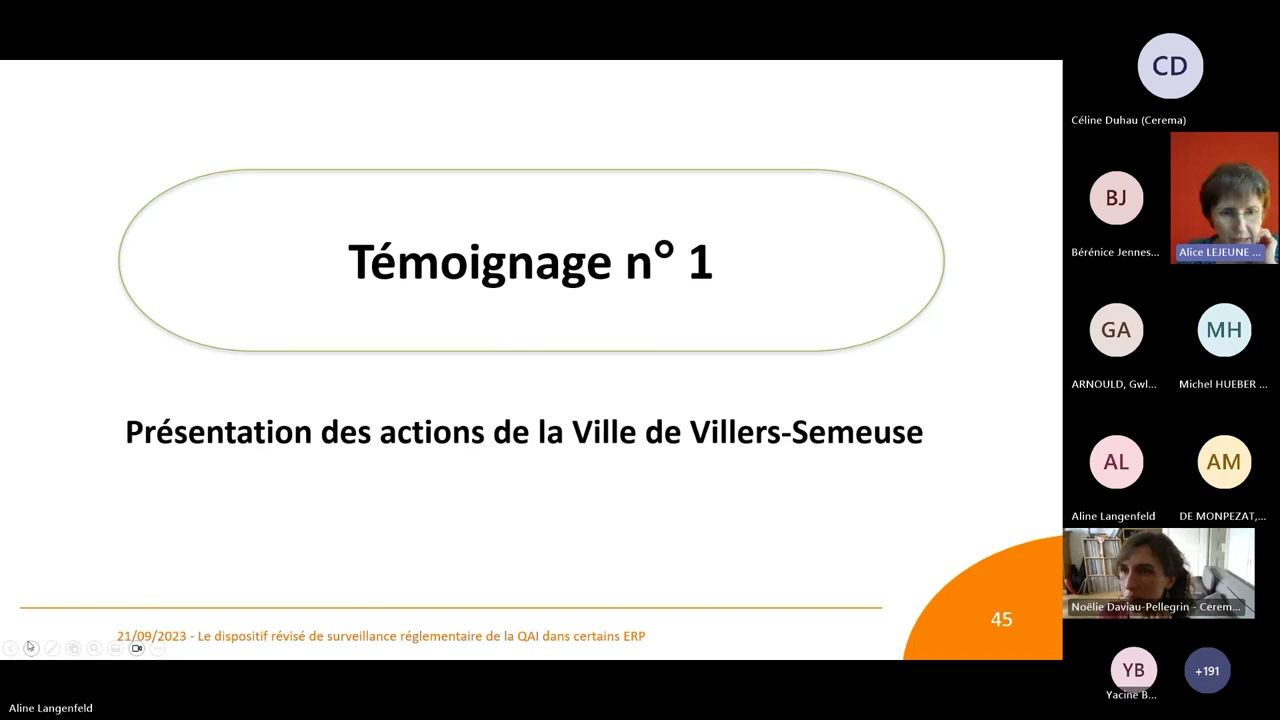 Témoignage n° 1
Présentation des actions de la Ville de Villers-Semeuse
21/09/2023 - Le dispositif révisé de surveillance réglementaire de la QAI dans certains ERP
45
Aline Langenfeld
CD
Céline Duhau (Cerema)
BJ
Bérénice Jennes...
Alice LEJEUNE ...
GA
ARNOULD, Gwl...
MH
Michel HUEBER ...
AL
Aline Langenfeld
AM
DE MONPEZAT,...
Noëlie Daviau-Pellegrin - Cerem...
YB
Yacine B...
+191